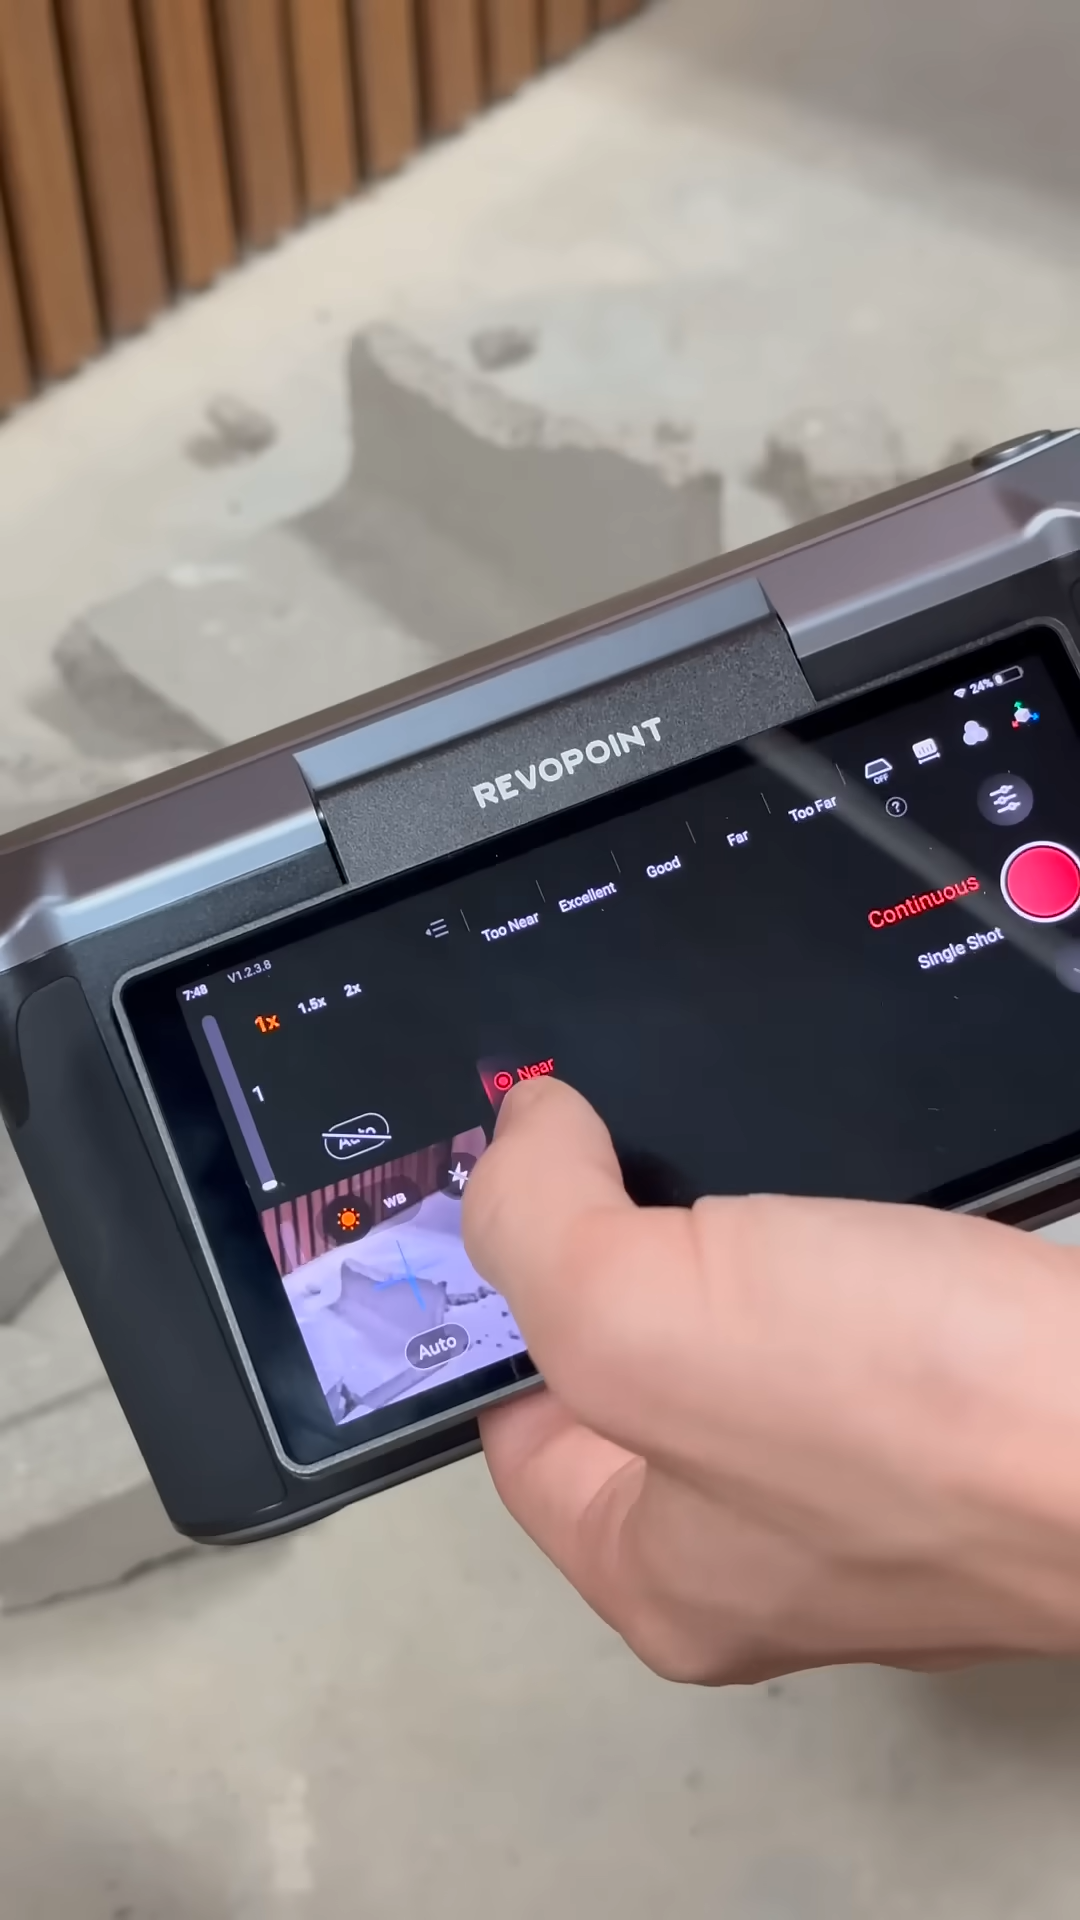 REVOPOINT
24%
OFF
?
Too Near
Excellent
Good
Far
Too Far
7:48
V1.2.3.8
1x
1.5x
2x
Continuous
Single Shot
1
Near
Auto
WB
Auto